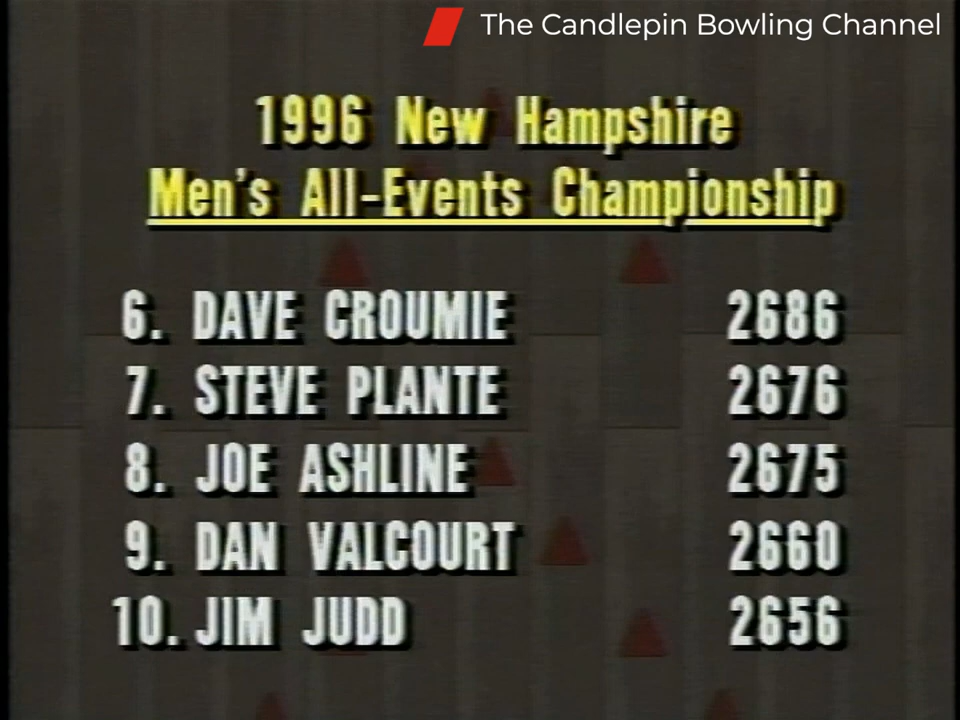 The Candlepin Bowling Channel
1996 New Hampshire
Men's All-Events Championship
6. DAVE CROUMIE 2686
7. STEVE PLANTE 2676
8. JOE ASHLINE 2675
9. DAN VALCOURT 2660
10. JIM JUDD 2656